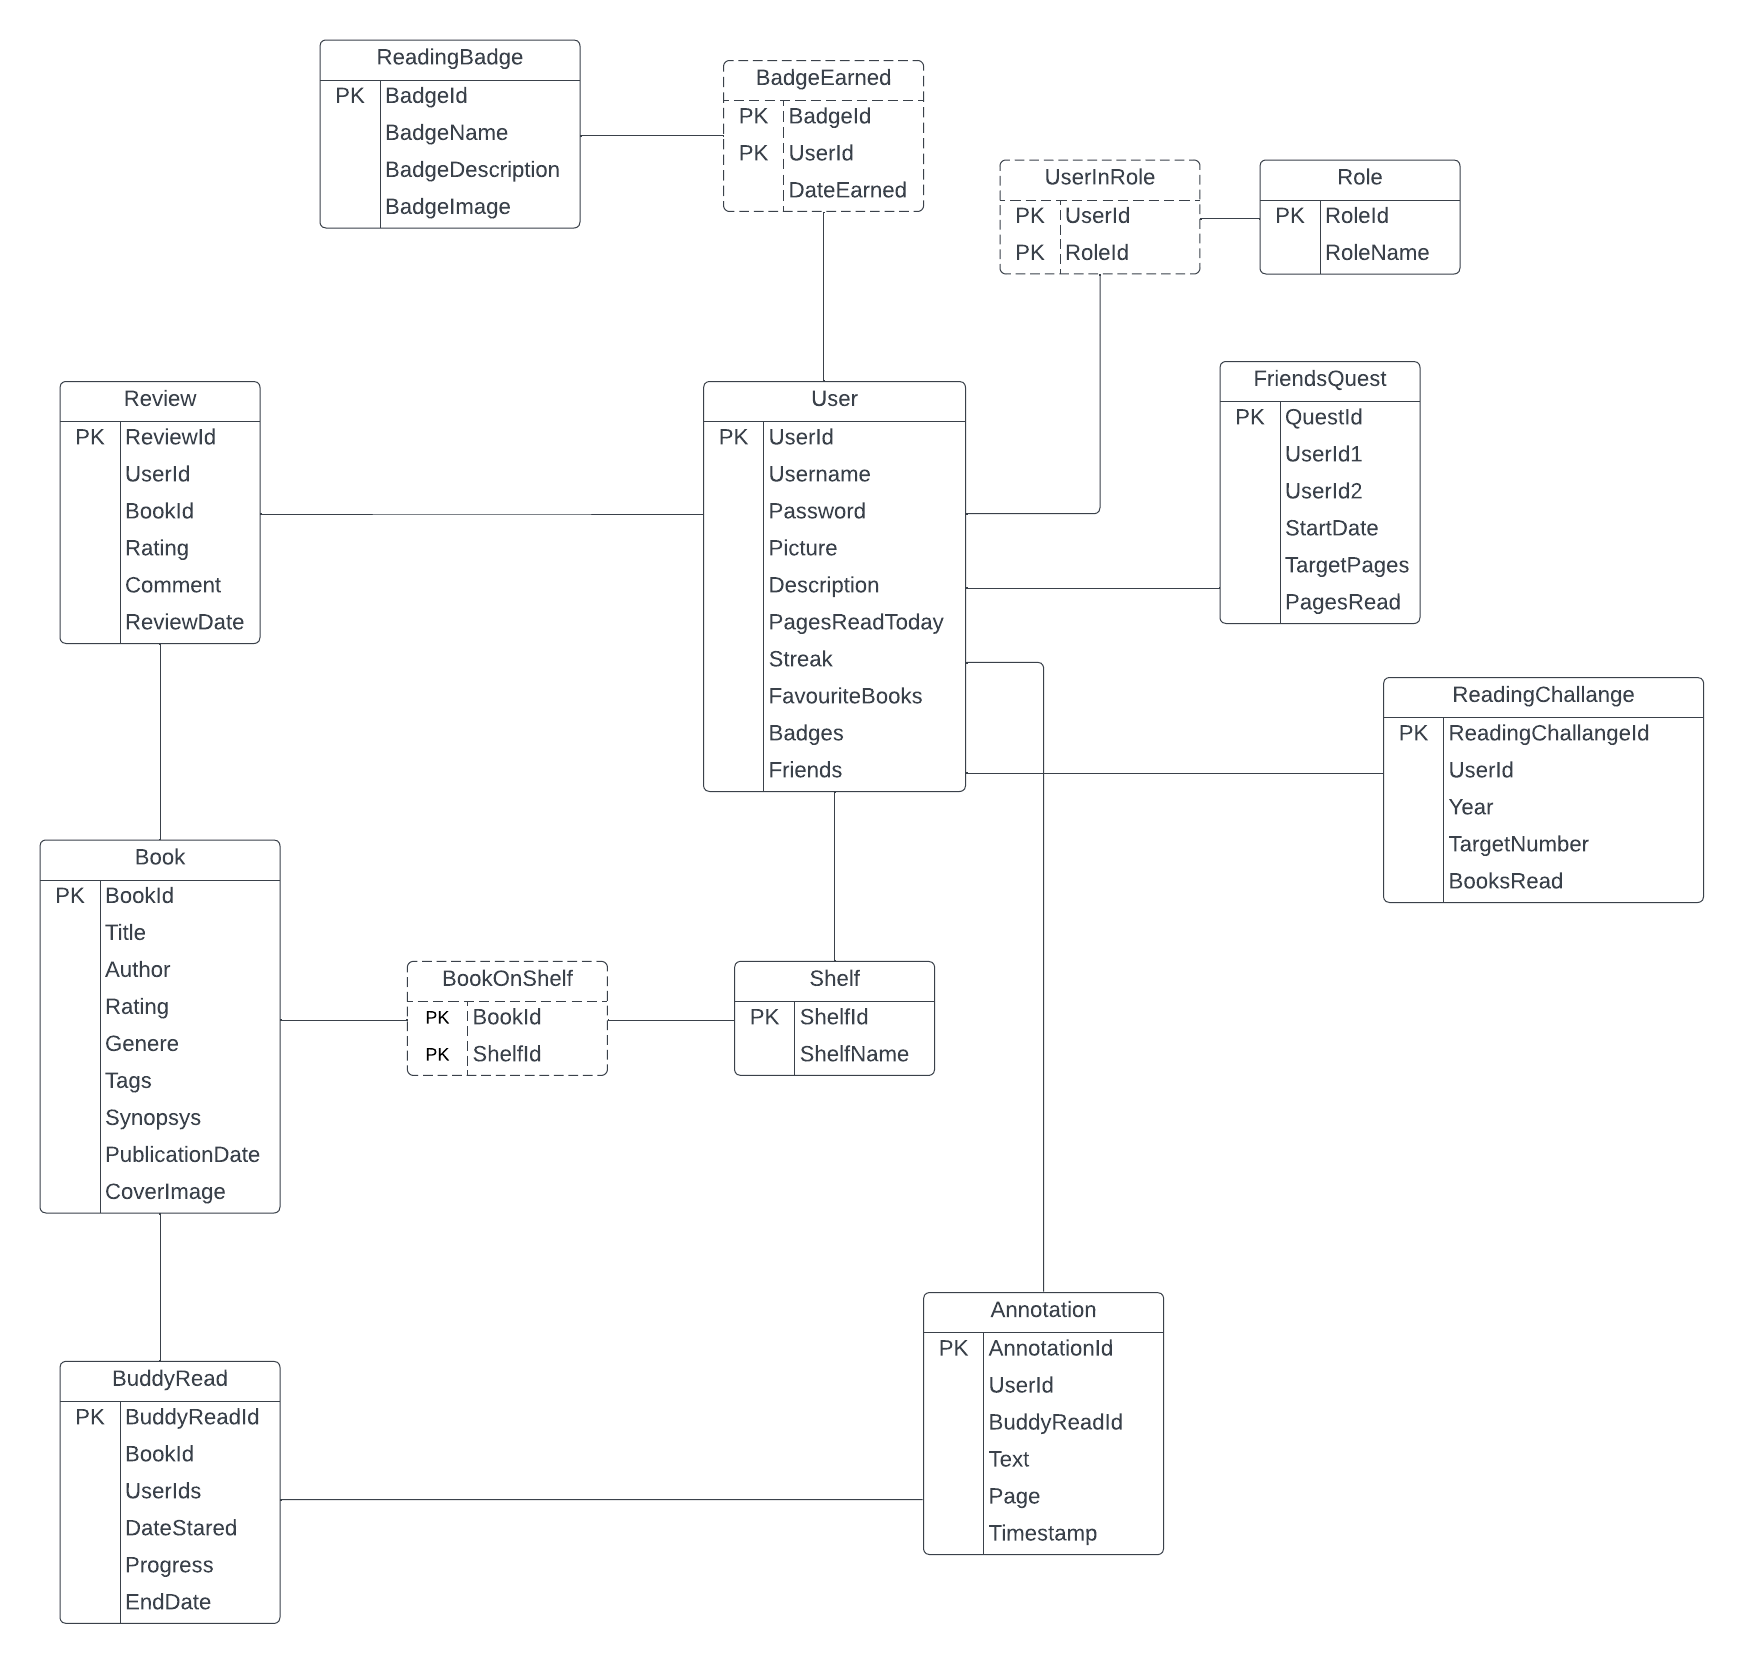 ReadingBadge
PK BadgeId
BadgeName
BadgeDescription
BadgeImage
BadgeEarned
PK BadgeId
PK UserId
DateEarned
UserInRole
PK UserId
PK RoleId
Role
PK RoleId
RoleName
Review
PK ReviewId
UserId
BookId
Rating
Comment
ReviewDate
User
PK UserId
Username
Password
Picture
Description
PagesReadToday
Streak
FavouriteBooks
Badges
Friends
FriendsQuest
PK QuestId
UserId1
UserId2
StartDate
TargetPages
PagesRead
ReadingChallange
PK ReadingChallangeId
UserId
Year
TargetNumber
BooksRead
Book
PK BookId
Title
Author
Rating
Genere
Tags
Synopsys
PublicationDate
CoverImage
BookOnShelf
PK BookId
PK ShelfId
Shelf
PK ShelfId
ShelfName
BuddyRead
PK BuddyReadId
BookId
UserIds
DateStared
Progress
EndDate
Annotation
PK AnnotationId
UserId
BuddyReadId
Text
Page
Timestamp